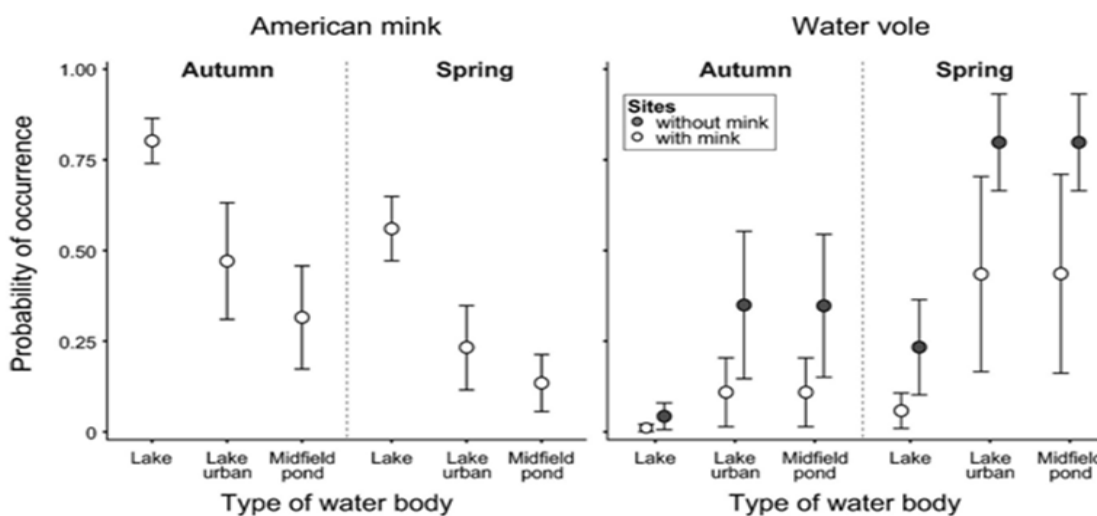 American mink
Water vole
Probability of occurrence
1.00
0.75
0.50
0.25
0
Autumn
Spring
Autumn
Spring
Sites
without mink
with mink
Lake
Lake
urban
Midfield
pond
Lake
Lake
urban
Midfield
pond
Lake
Lake
urban
Midfield
pond
Lake
Lake
urban
Midfield
pond
Type of water body
Type of water body